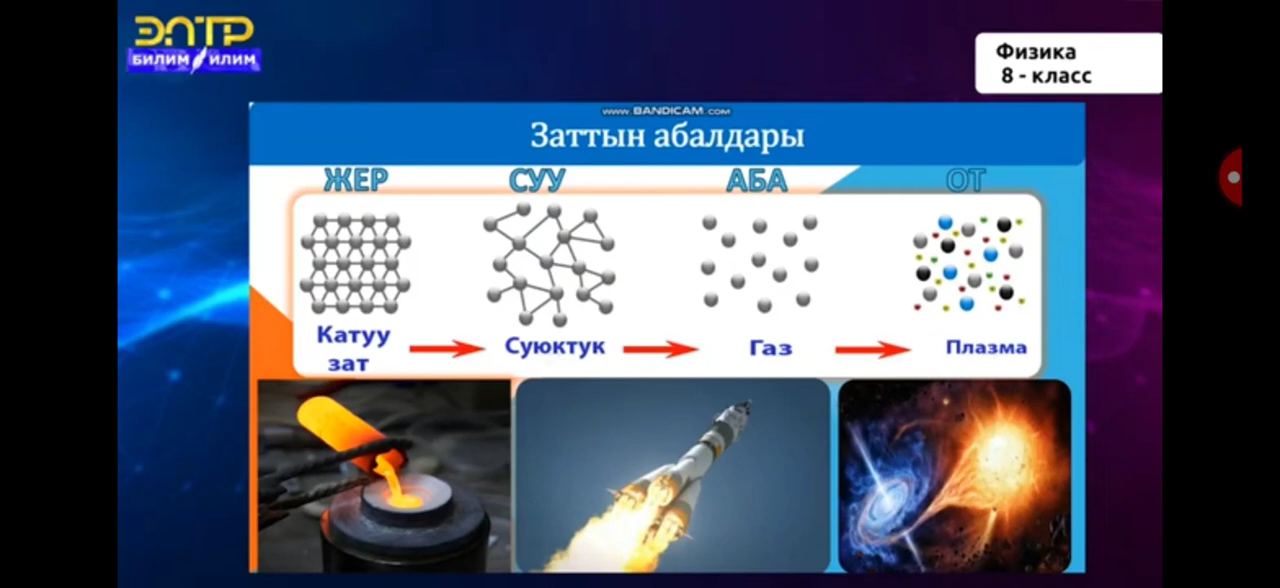 ЭЛТР
БИЛИМ ИЛИМ
Физика
8 - класс
www.BANDICAM.com
Заттын абалдары
ЖЕР СУУ АБА ОТ
Катуу
зат
Суюктук
Газ
Плазма